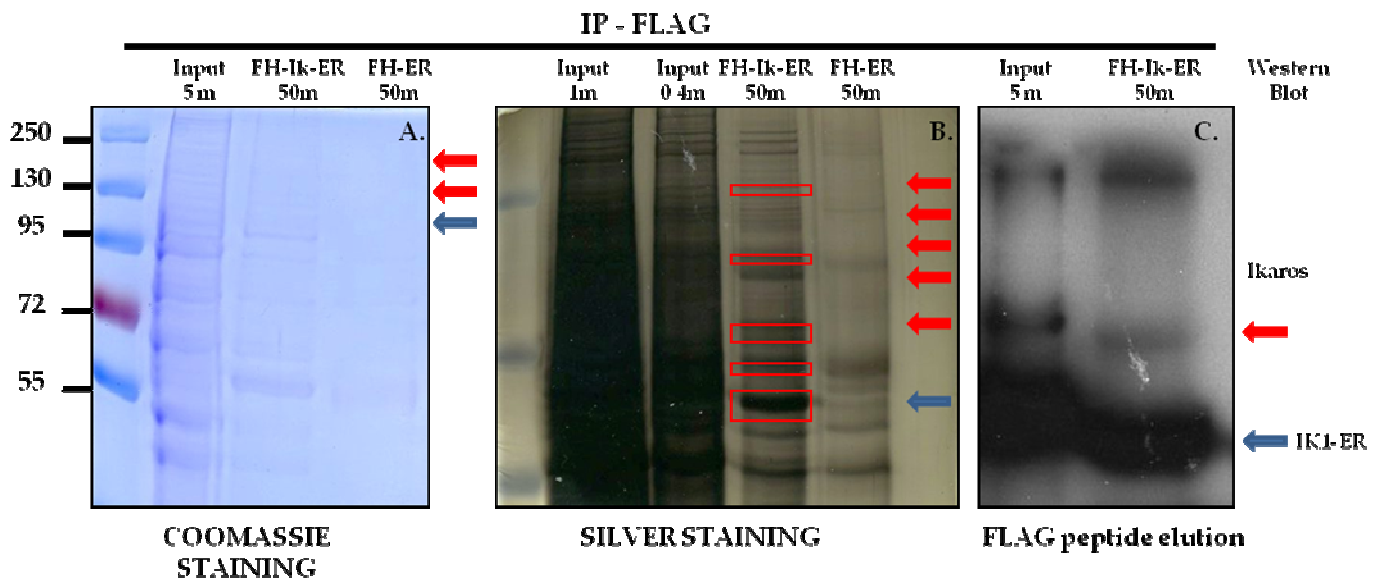 IP - FLAG
Input FH-Ik-ER FH-ER
5m 50m 50m
Input Input FH-Ik-ER FH-ER
1m 0 4m 50m 50m
Input FH-Ik-ER Western
5m 50m Blot
A. B. C.
250
130
95
72
55
Ikaros
IK1-ER
COOMASSIE
STAINING
SILVER STAINING
FLAG peptide elution